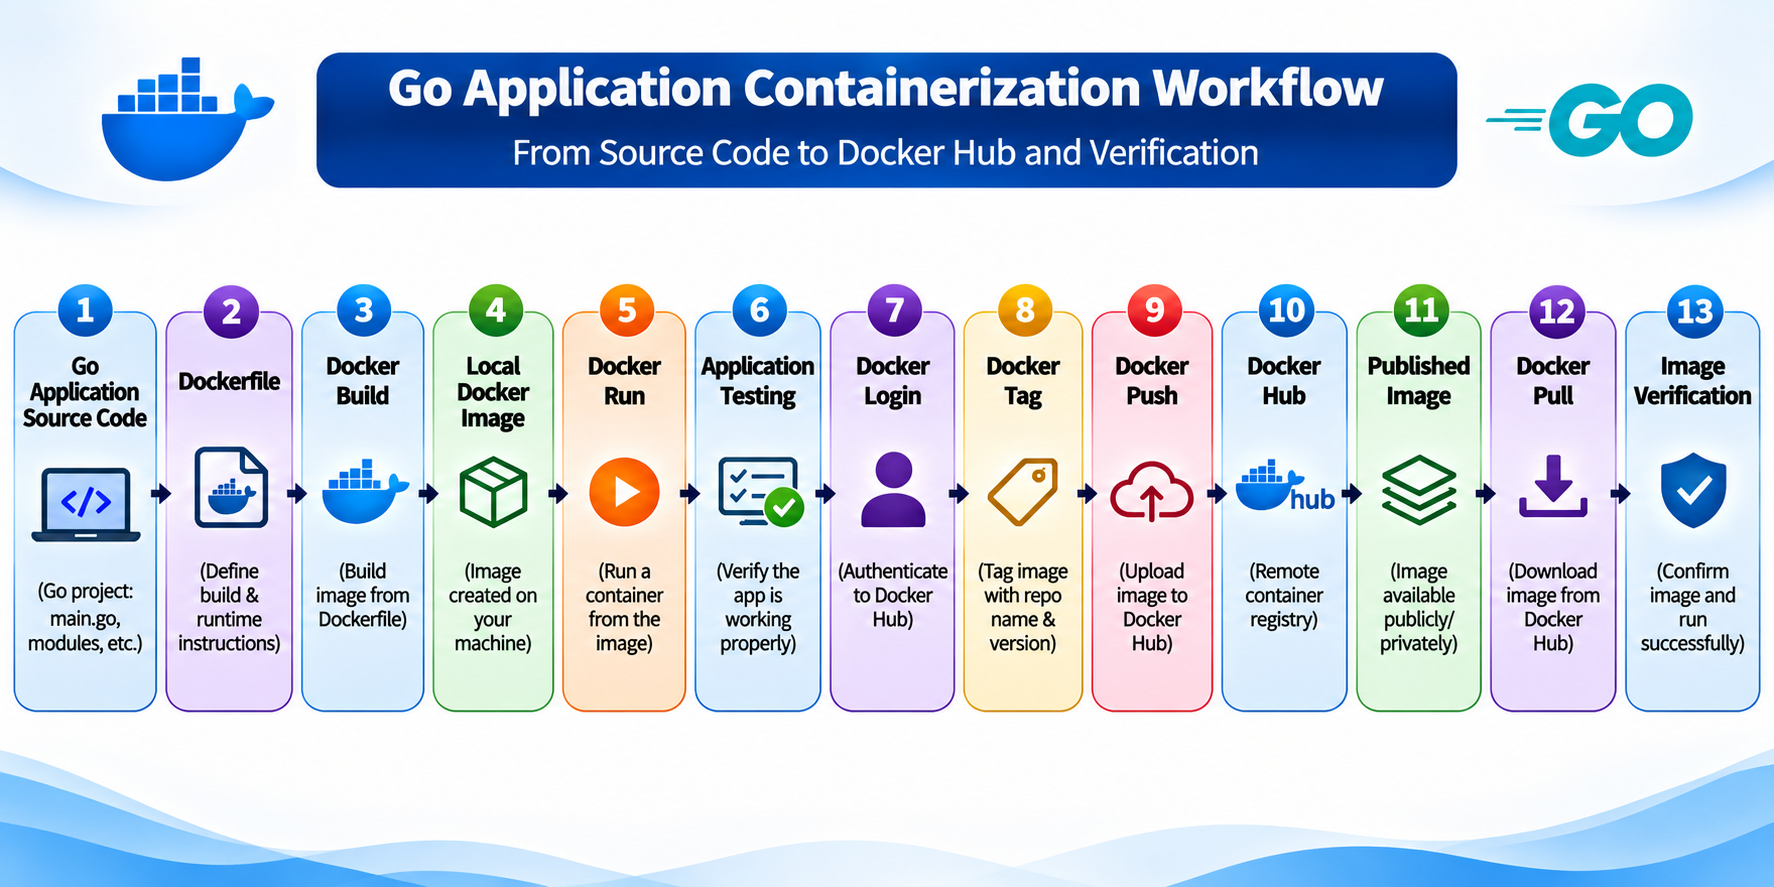 Go Application Containerization Workflow
From Source Code to Docker Hub and Verification
GO
1
Go
Application
Source Code
</>
(Go project:
main.go,
modules, etc.)
2
Dockerfile
(Define
build &
runtime
instructions)
3
Docker
Build
(Build
image from
Dockerfile)
4
Local
Docker
Image
(Image
created on
your
machine)
5
Docker
Run
(Run a
container
from the
image)
6
Application
Testing
(Verify the
app is
working
properly)
7
Docker
Login
(Authenticate
to Docker
Hub)
8
Docker
Tag
(Tag image
with repo
name &
version)
9
Docker
Push
(Upload
image to
Docker
Hub)
10
Docker
Hub
hub
(Remote
container
registry)
11
Published
Image
(Image
available
publicly/
privately)
12
Docker
Pull
(Download
image from
Docker
Hub)
13
Image
Verification
(Confirm
image and
run
successfully)